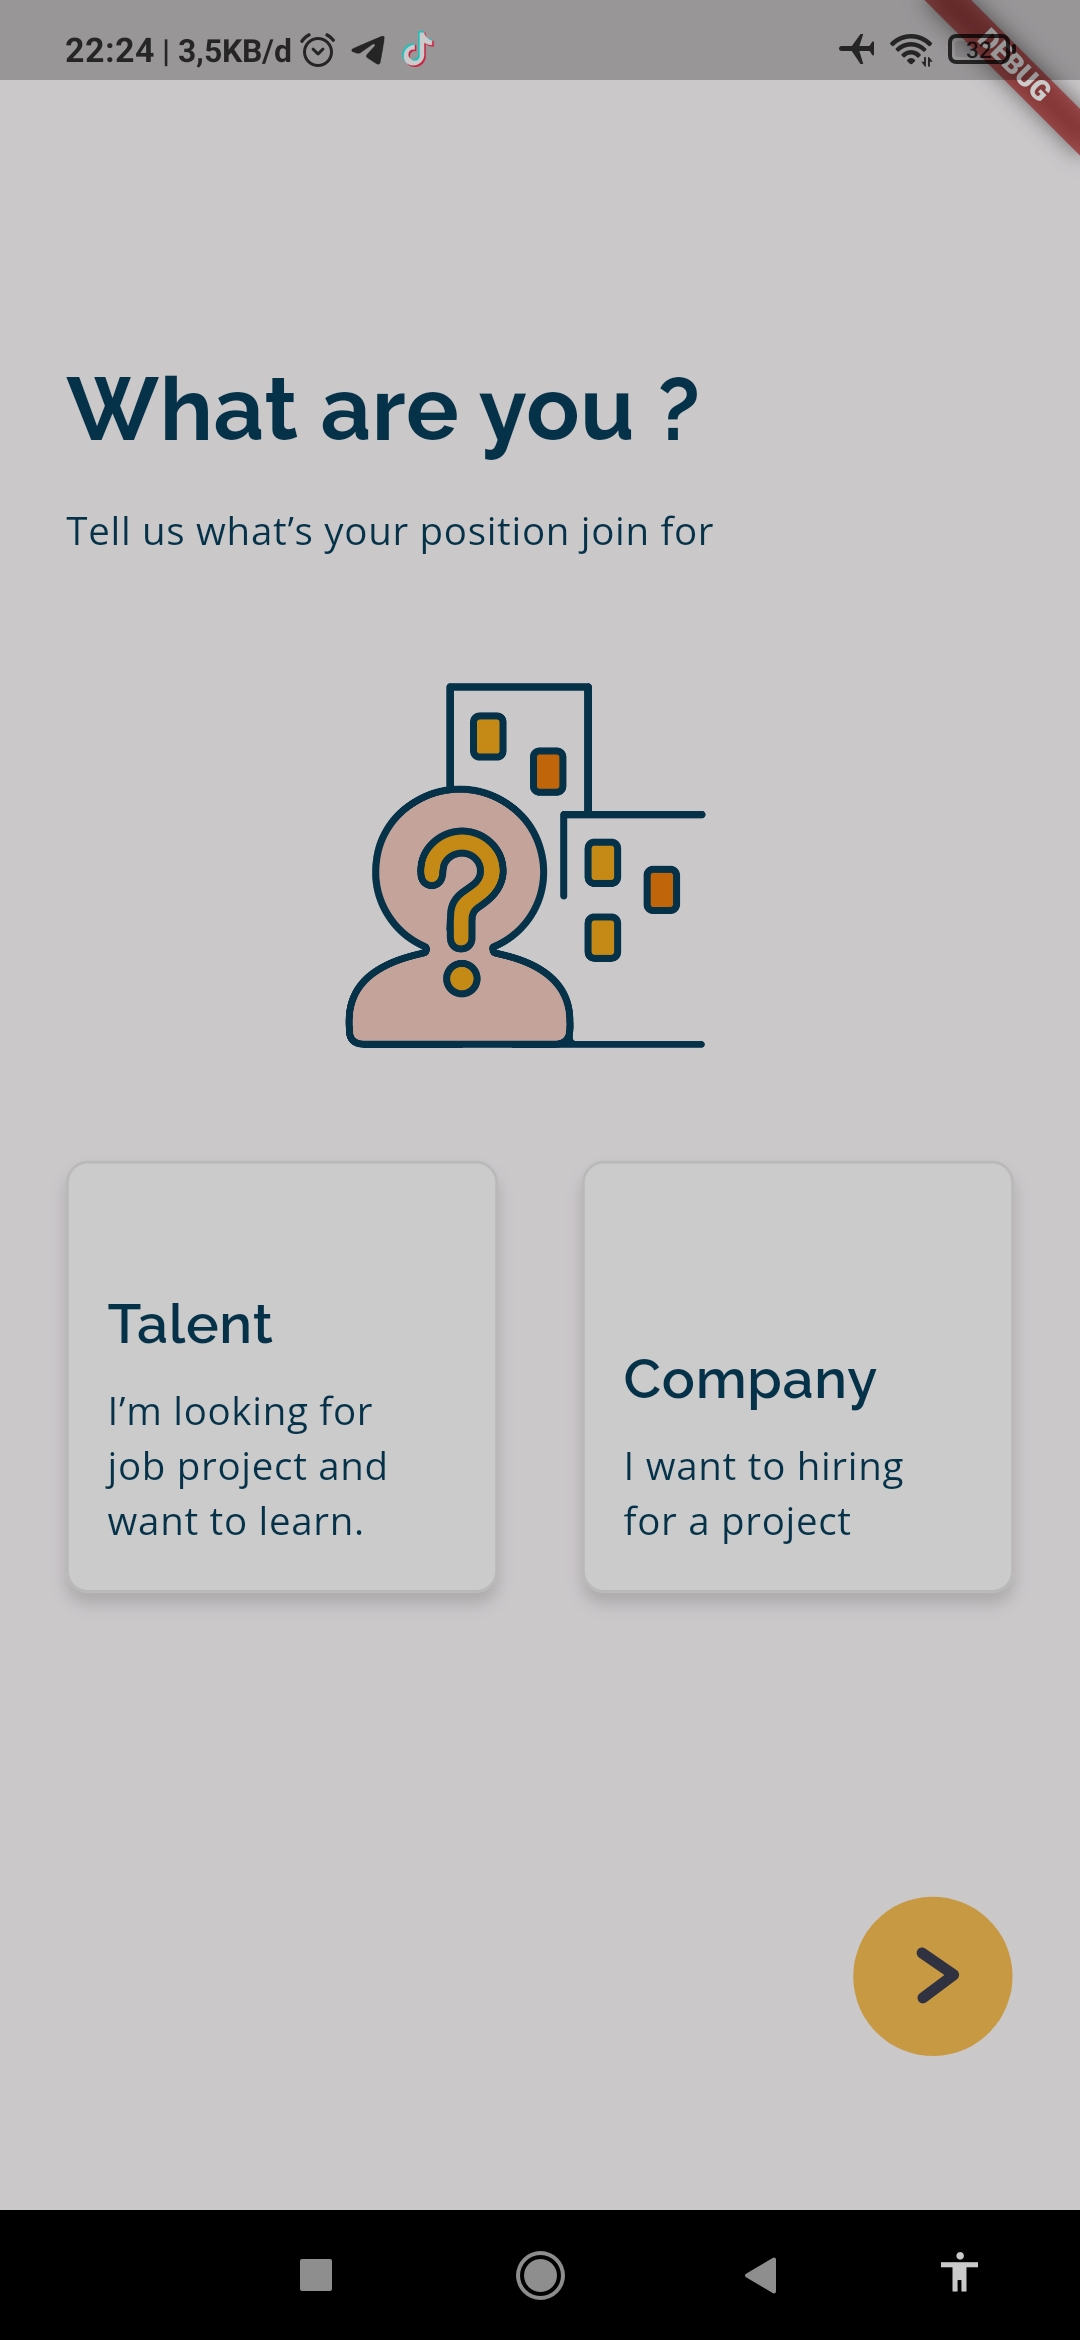 22:24 | 3,5KB/d
32
DEBUG
What are you ?
Tell us what’s your position join for
?
Talent
I’m looking for
job project and
want to learn.
Company
I want to hiring
for a project